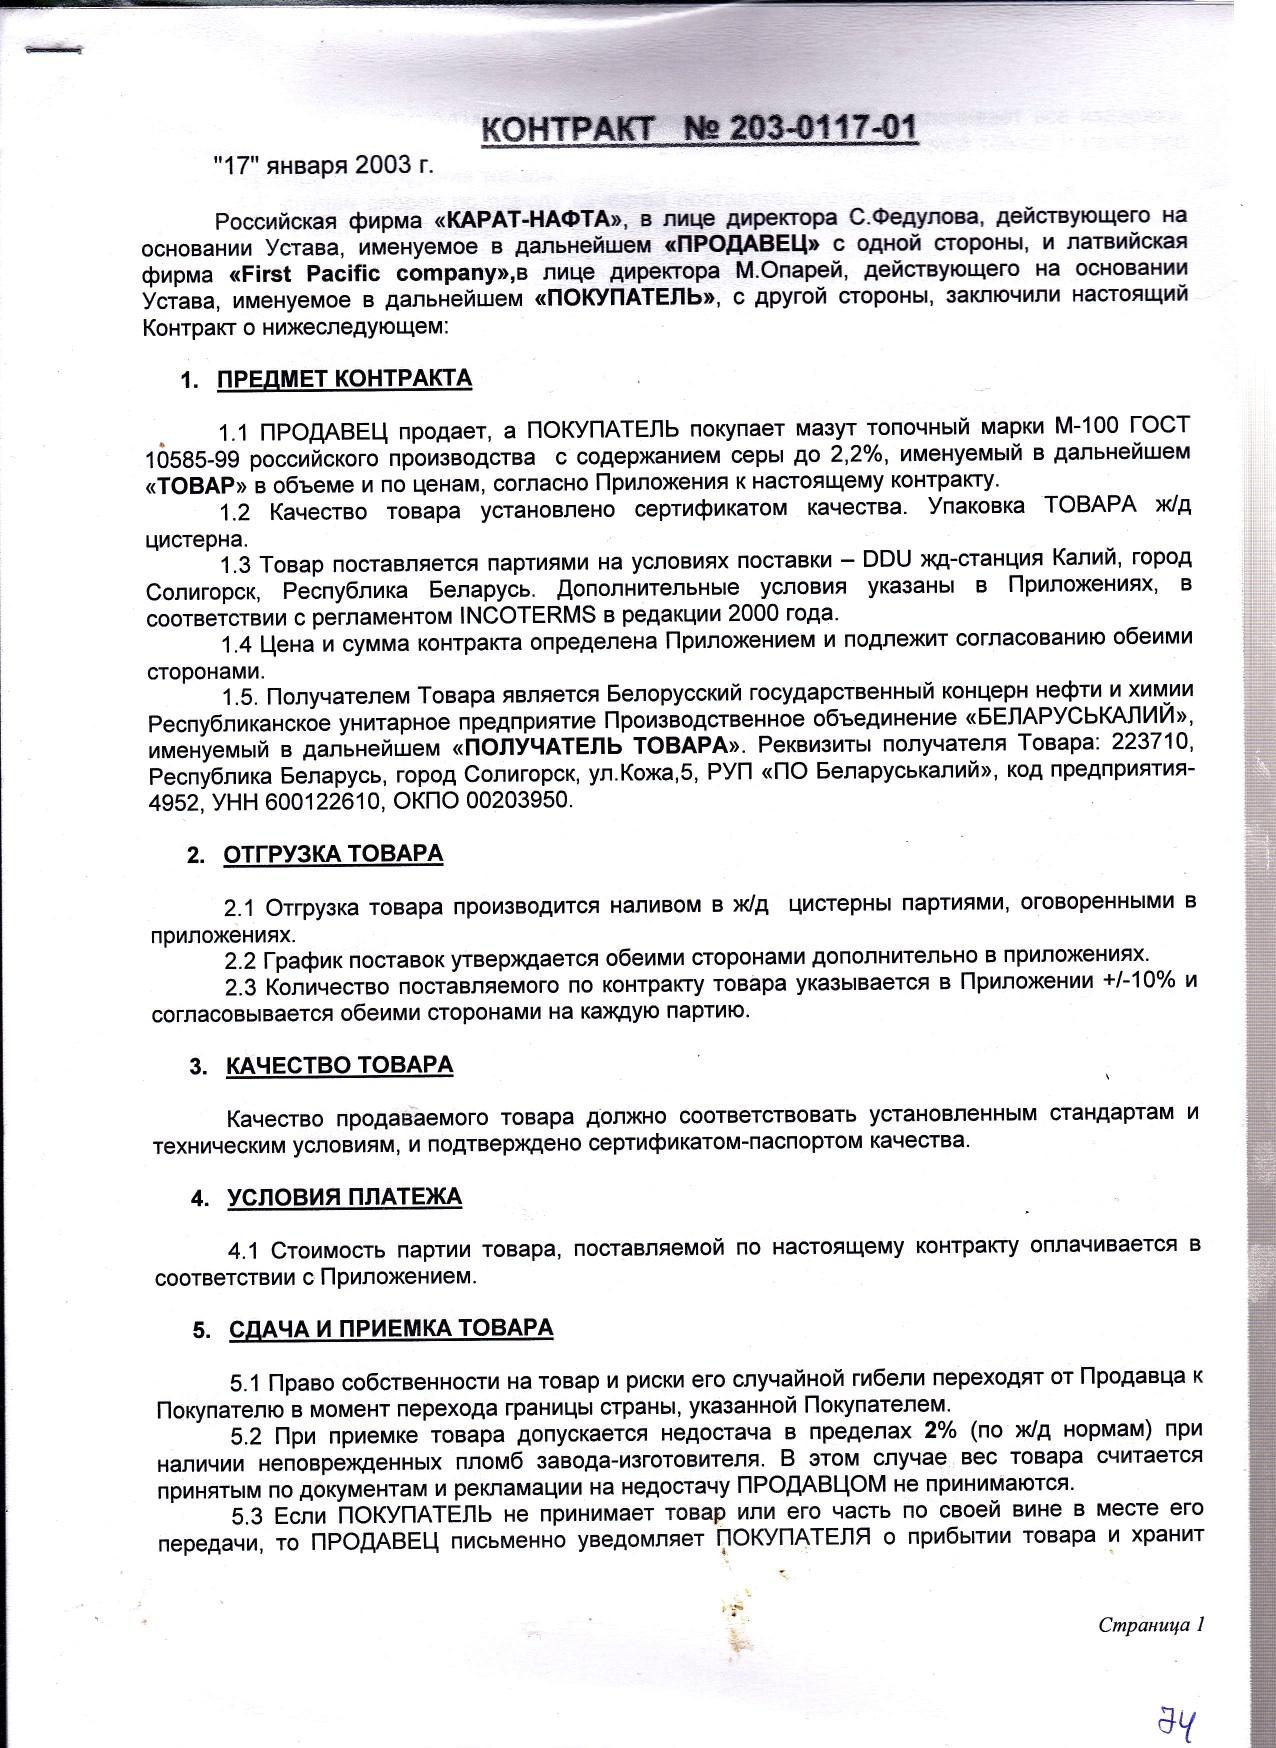 КОНТРАКТ № 203-0117-01
"17" января 2003 г.
Российская фирма «КАРАТ-НАФТА», в лице директора С.Федулова, действующего на
основании Устава, именуемое в дальнейшем «ПРОДАВЕЦ» с одной стороны, и латвийская
фирма «First Pacific company»,в лице директора М.Опарей, действующего на основании
Устава, именуемое в дальнейшем «ПОКУПАТЕЛЬ», с другой стороны, заключили настоящий
Контракт о нижеследующем:
1. ПРЕДМЕТ КОНТРАКТА
1.1 ПРОДАВЕЦ продает, а ПОКУПАТЕЛЬ покупает мазут топочный марки М-100 ГОСТ
10585-99 российского производства с содержанием серы до 2,2%, именуемый в дальнейшем
«ТОВАР» в объеме и по ценам, согласно Приложения к настоящему контракту.
1.2 Качество товара установлено сертификатом качества. Упаковка ТОВАРА ж/д
цистерна.
1.3 Товар поставляется партиями на условиях поставки – DDU жд-станция Калий, город
Солигорск, Республика Беларусь. Дополнительные условия указаны в Приложениях, в
соответствии с регламентом INCOTERMS в редакции 2000 года.
1.4 Цена и сумма контракта определена Приложением и подлежит согласованию обеими
сторонами.
1.5. Получателем Товара является Белорусский государственный концерн нефти и химии
Республиканское унитарное предприятие Производственное объединение «БЕЛАРУСЬКАЛИЙ»,
именуемый в дальнейшем «ПОЛУЧАТЕЛЬ ТОВАРА». Реквизиты получателя Товара: 223710,
Республика Беларусь, город Солигорск, ул.Кожа,5, РУП «ПО Беларуськалий», код предприятия-
4952, УНН 600122610, ОКПО 00203950.
2. ОТГРУЗКА ТОВАРА
2.1 Отгрузка товара производится наливом в ж/д цистерны партиями, оговоренными в
приложениях.
2.2 График поставок утверждается обеими сторонами дополнительно в приложениях.
2.3 Количество поставляемого по контракту товара указывается в Приложении +/-10% и
согласовывается обеими сторонами на каждую партию.
3. КАЧЕСТВО ТОВАРА
Качество продаваемого товара должно соответствовать установленным стандартам и
техническим условиям, и подтверждено сертификатом-паспортом качества.
4. УСЛОВИЯ ПЛАТЕЖА
4.1 Стоимость партии товара, поставляемой по настоящему контракту оплачивается в
соответствии с Приложением.
5. СДАЧА И ПРИЕМКА ТОВАРА
5.1 Право собственности на товар и риски его случайной гибели переходят от Продавца к
Покупателю в момент перехода границы страны, указанной Покупателем.
5.2 При приемке товара допускается недостача в пределах 2% (по ж/д нормам) при
наличии неповрежденных пломб завода-изготовителя. В этом случае вес товара считается
принятым по документам и рекламации на недостачу ПРОДАВЦОМ не принимаются.
5.3 Если ПОКУПАТЕЛЬ не принимает товар или его часть по своей вине в месте его
передачи, то ПРОДАВЕЦ письменно уведомляет ПОКУПАТЕЛЯ о прибытии товара и хранит
Страница 1
74